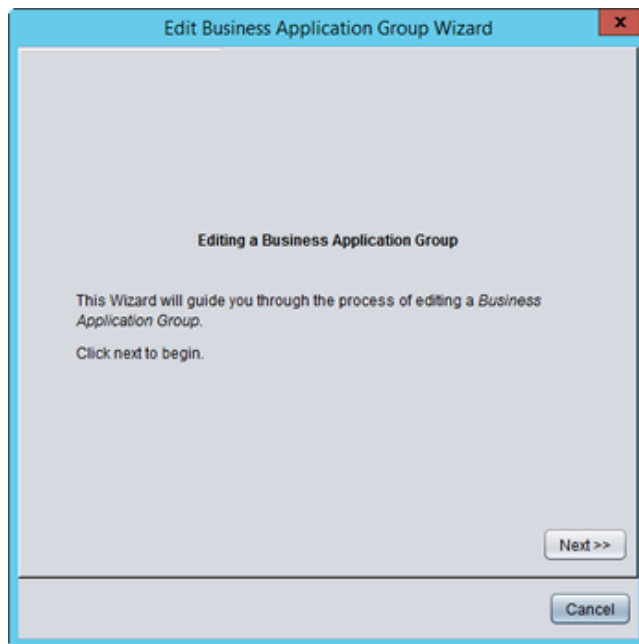 Edit Business Application Group Wizard
x
Editing a Business Application Group
This Wizard will guide you through the process of editing a Business
Application Group.
Click next to begin.
Next >>
Cancel